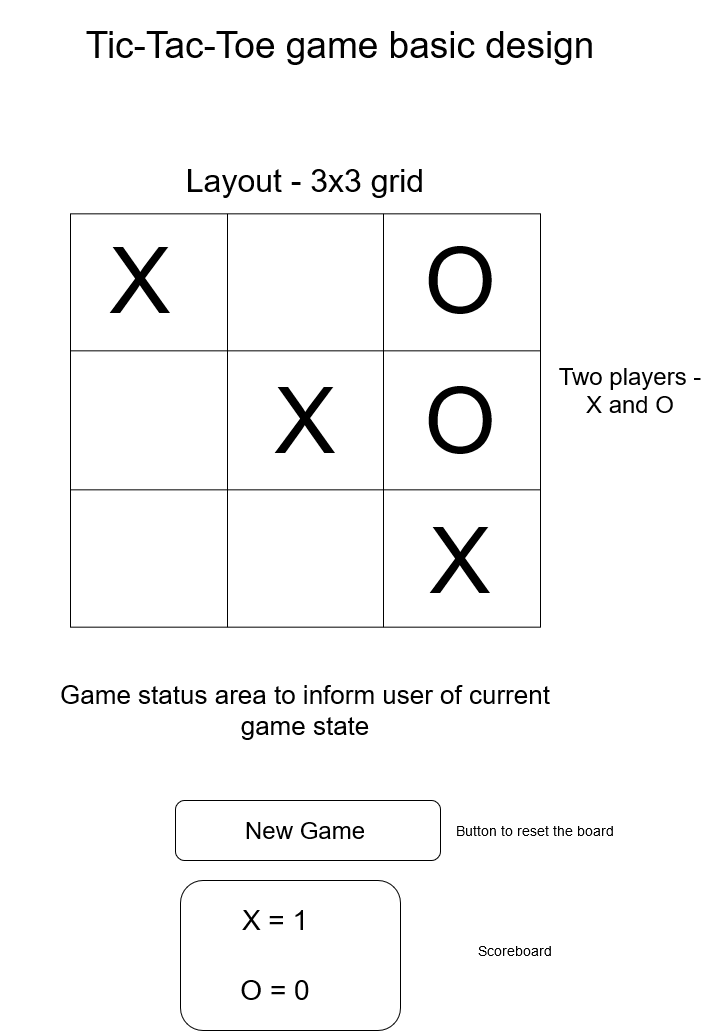 Tic-Tac-Toe game basic design
Layout - 3x3 grid
X O
X O
X
Two players -
X and O
Game status area to inform user of current
game state
New Game
Button to reset the board
X = 1
O = 0
Scoreboard